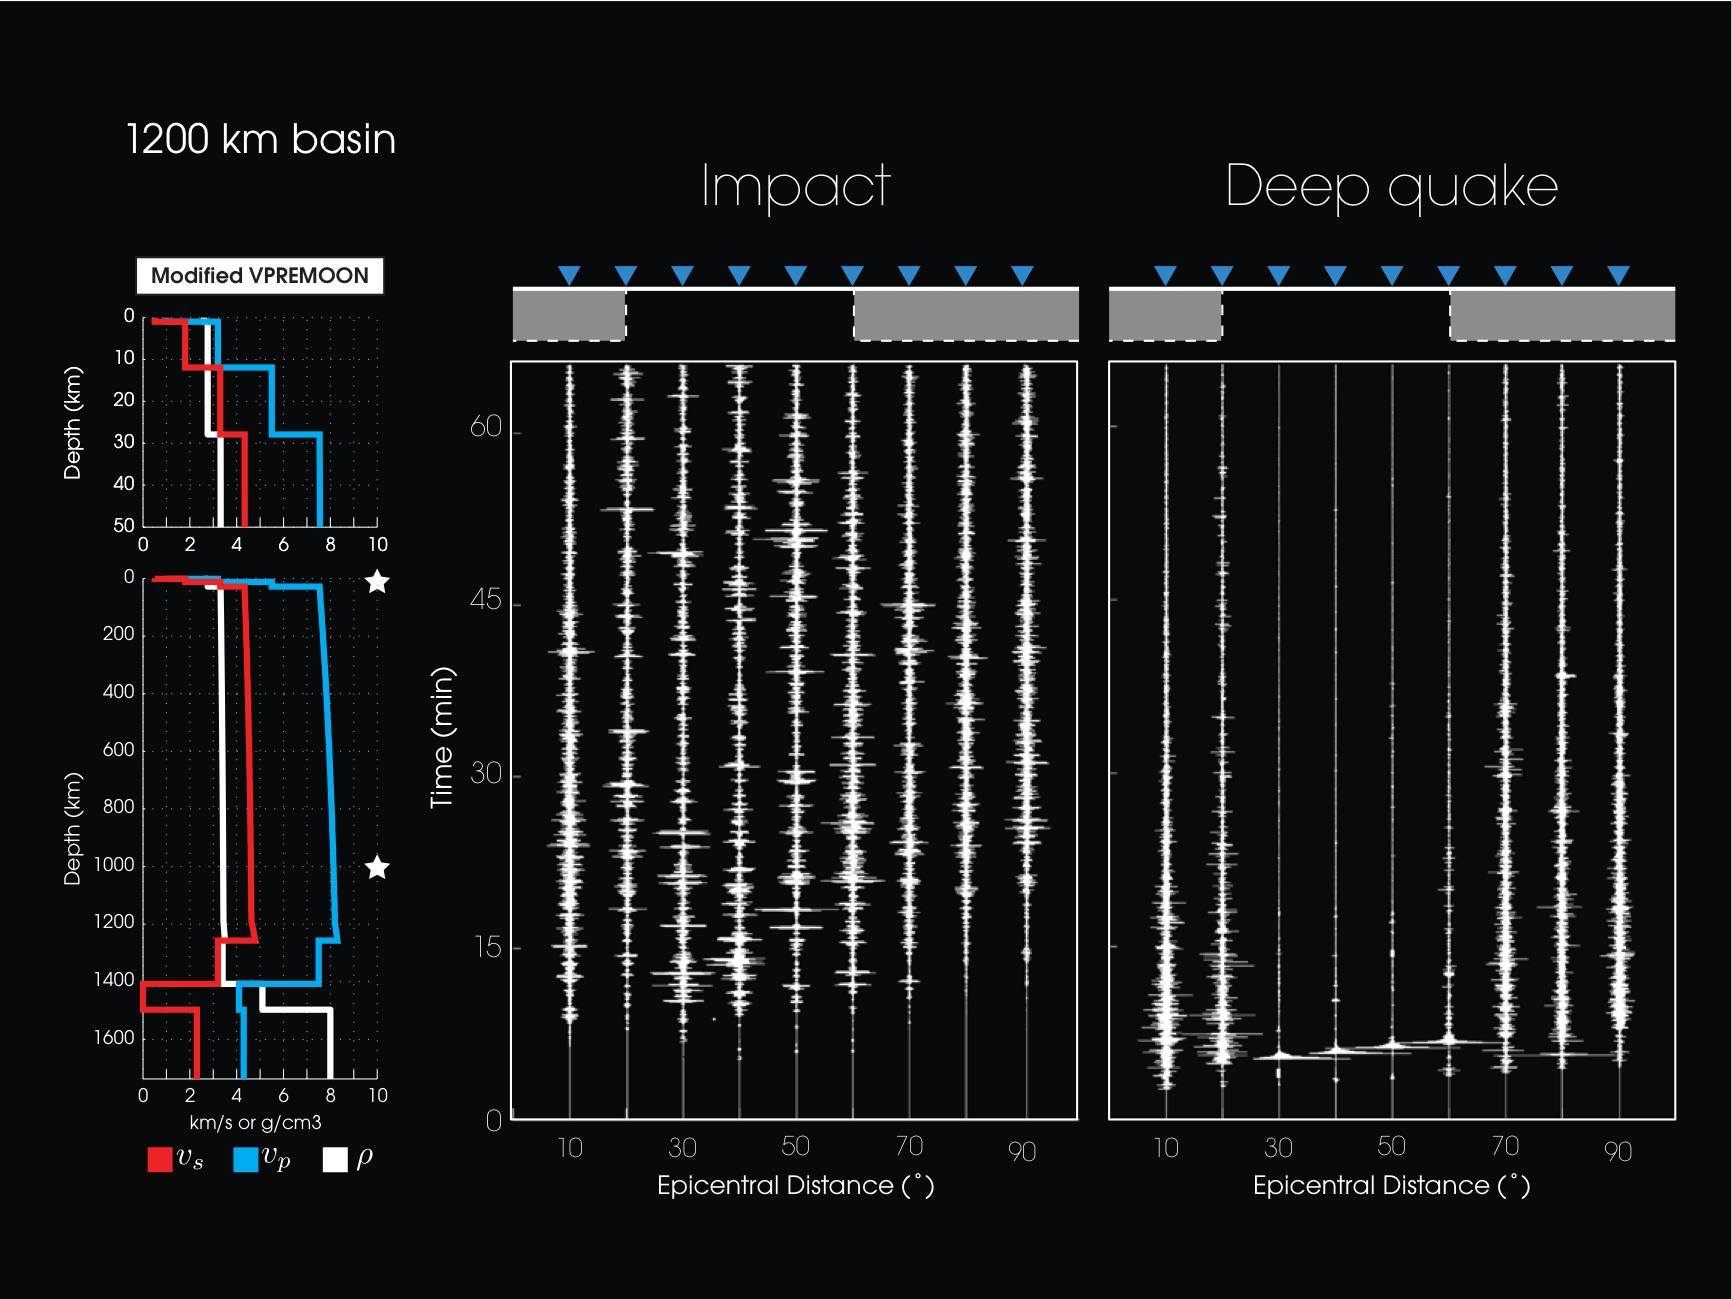 1200 km basin
Impact
Deep quake
Modified VPREMOON
0
10
20
30
40
50
Depth (km)
0 2 4 6 8 10
0
200
400
600
800
1000
1200
1400
1600
Depth (km)
0 2 4 6 8 10
km/s or g/cm3
vs vp ρ
60
45
30
15
0
Time (min)
10 30 50 70 90
Epicentral Distance (°)
10 30 50 70 90
Epicentral Distance (°)